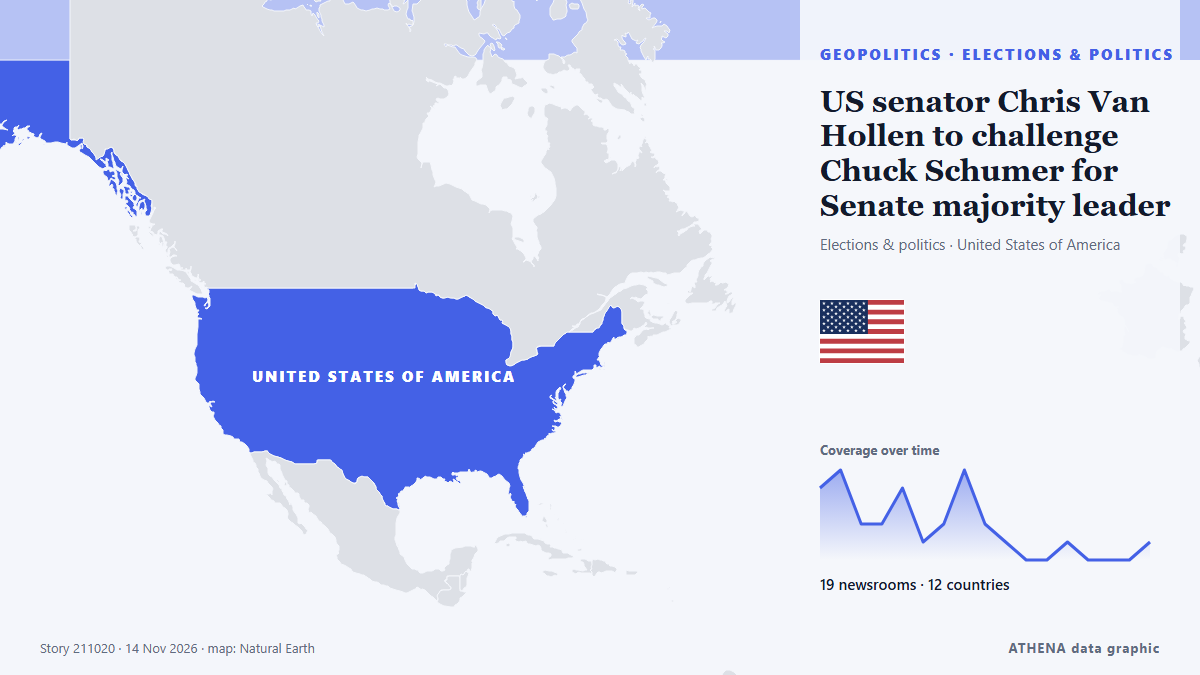 GEOPOLITICS · ELECTIONS & POLITICS
US senator Chris Van
Hollen to challenge
Chuck Schumer for
Senate majority leader
Elections & politics · United States of America
UNITED STATES OF AMERICA
Coverage over time
19 newsrooms · 12 countries
Story 211020 · 14 Nov 2026 · map: Natural Earth
ATHENA data graphic